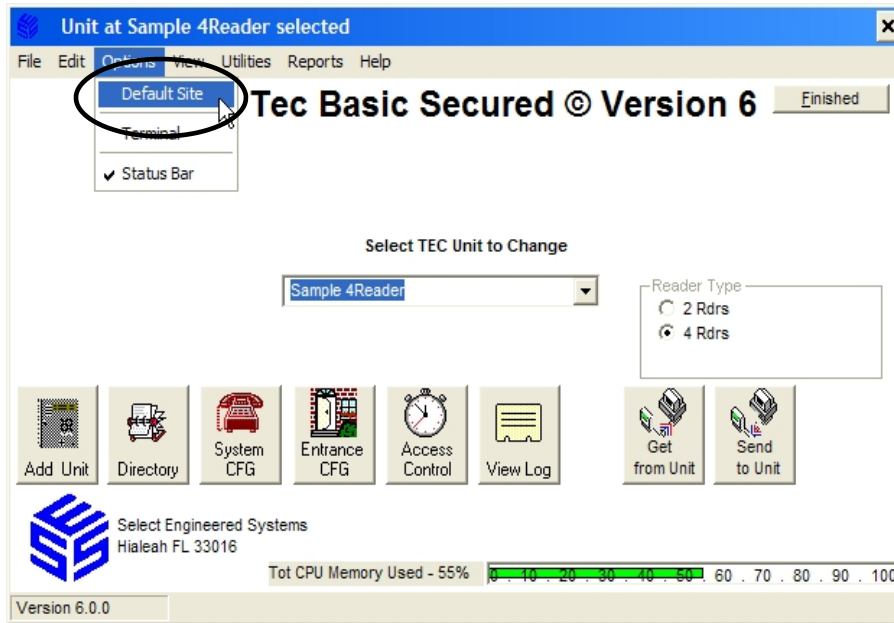 Unit at Sample 4Reader selected
File Edit Options View Utilities Reports Help
Default Site
Terminal
Status Bar
Tec Basic Secured © Version 6
Finished
Select TEC Unit to Change
Sample 4Reader
Reader Type
2 Rdrs
4 Rdrs
Add Unit
Directory
System CFG
Entrance CFG
Access Control
View Log
Get from Unit
Send to Unit
SES
Select Engineered Systems
Hialeah FL 33016
Tot CPU Memory Used - 55%
0 . 10 . 20 . 30 . 40 . 50 . 60 . 70 . 80 . 90 . 100
Version 6.0.0